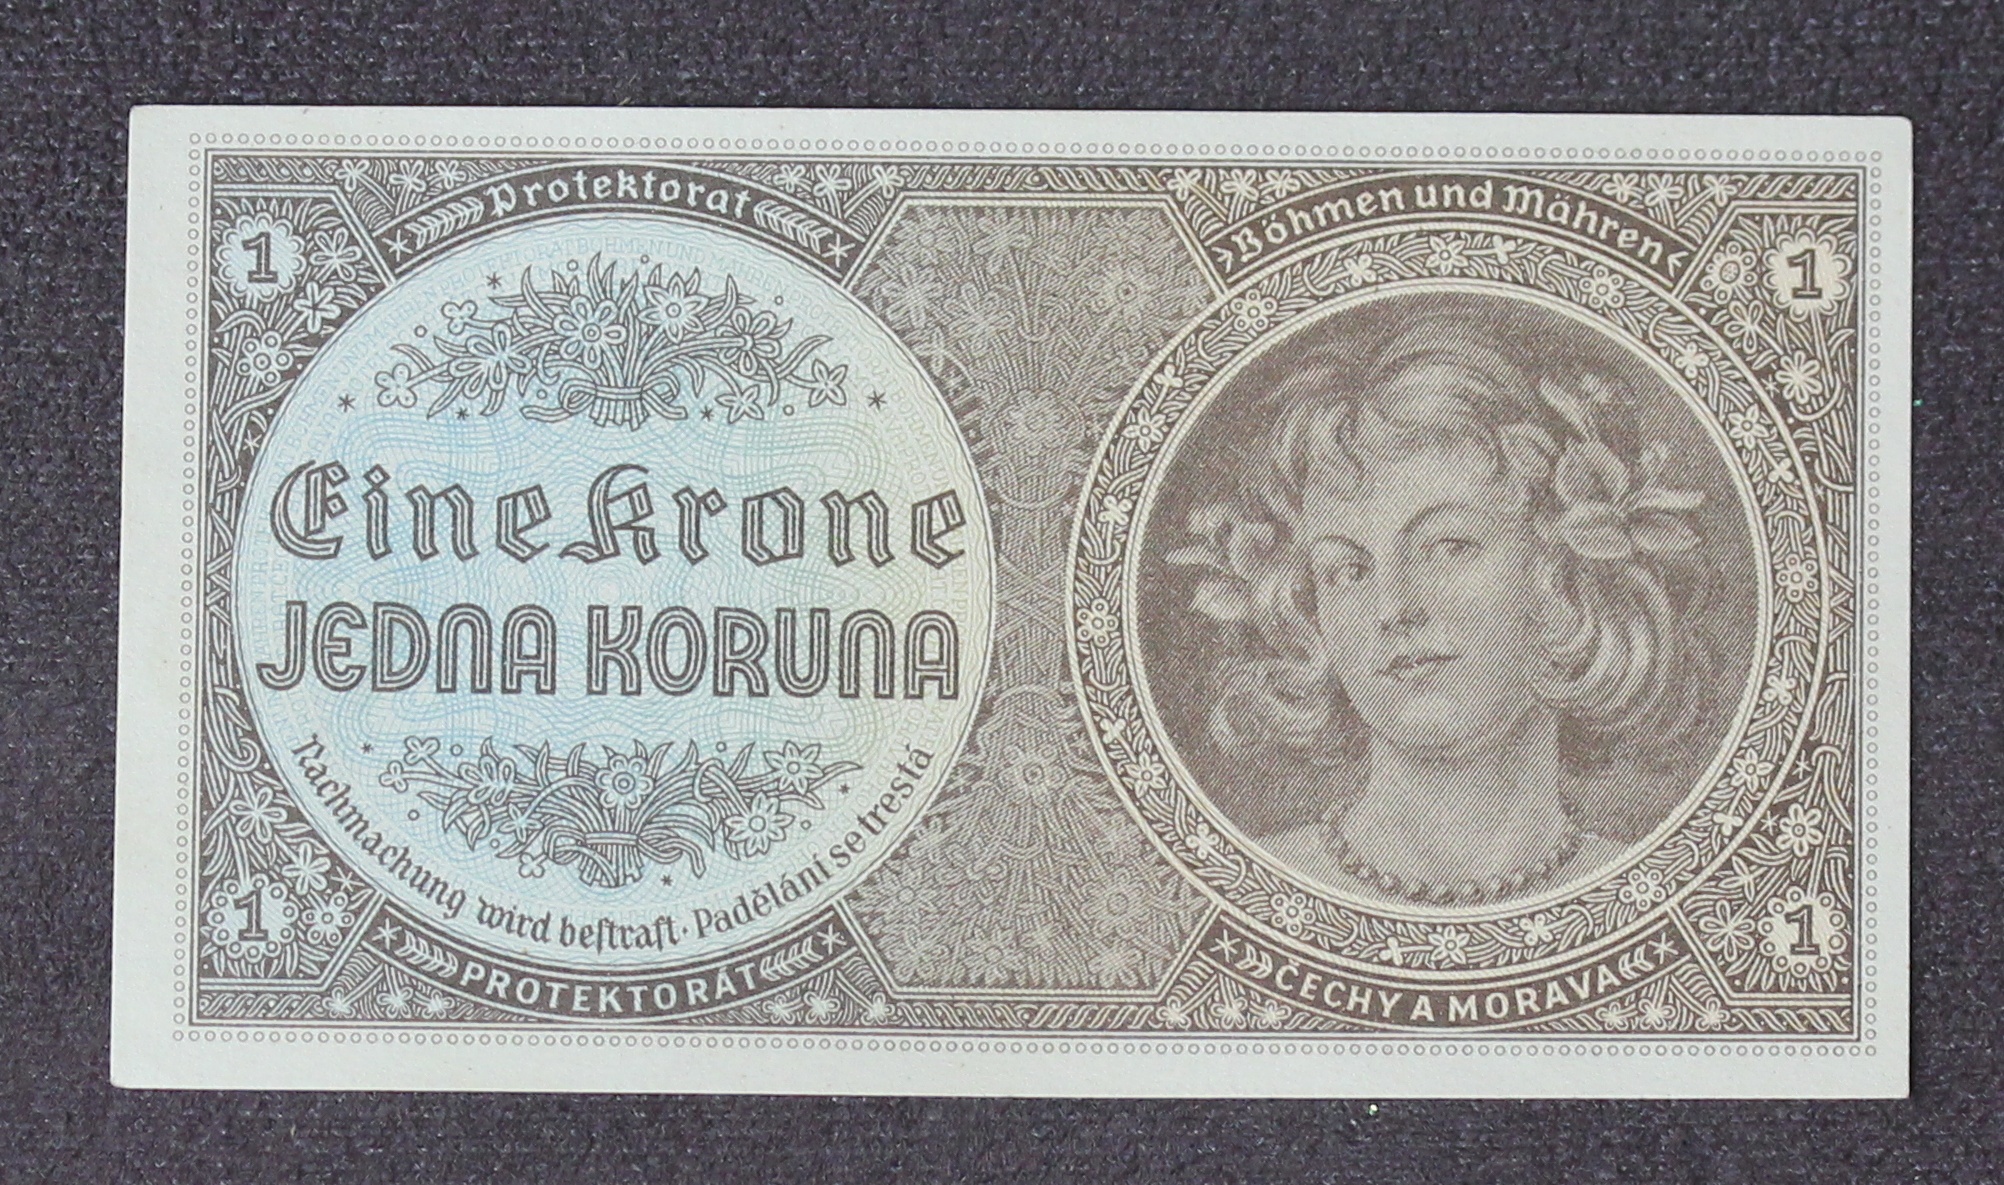 Protektorat
Böhmen und Mähren
1
1
Eine Krone
JEDNA KORUNA
Nachmachung wird bestraft · Padělání se trestá
1
1
PROTEKTORÁT
ČECHY A MORAVA